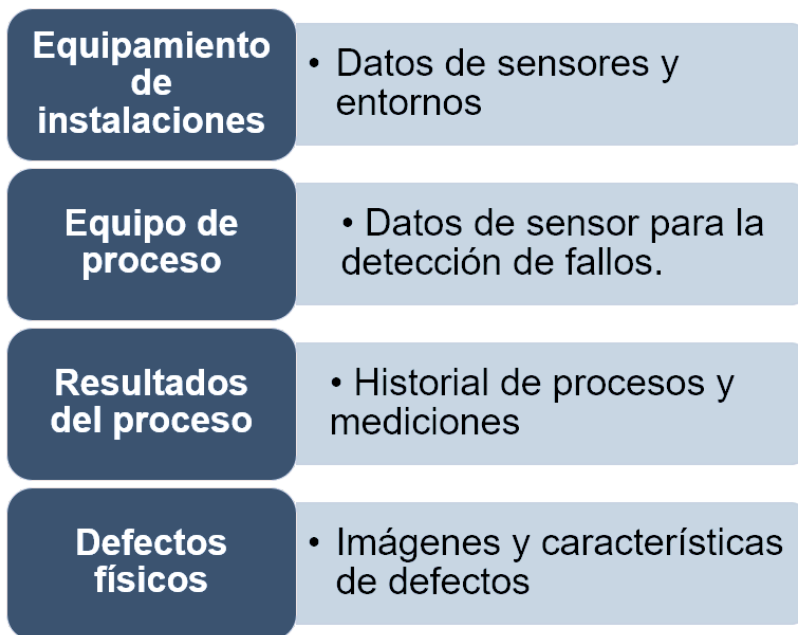 Equipamiento
de
instalaciones
• Datos de sensores y
entornos
Equipo de
proceso
• Datos de sensor para la
detección de fallos.
Resultados
del proceso
• Historial de procesos y
mediciones
Defectos
físicos
• Imágenes y características
de defectos